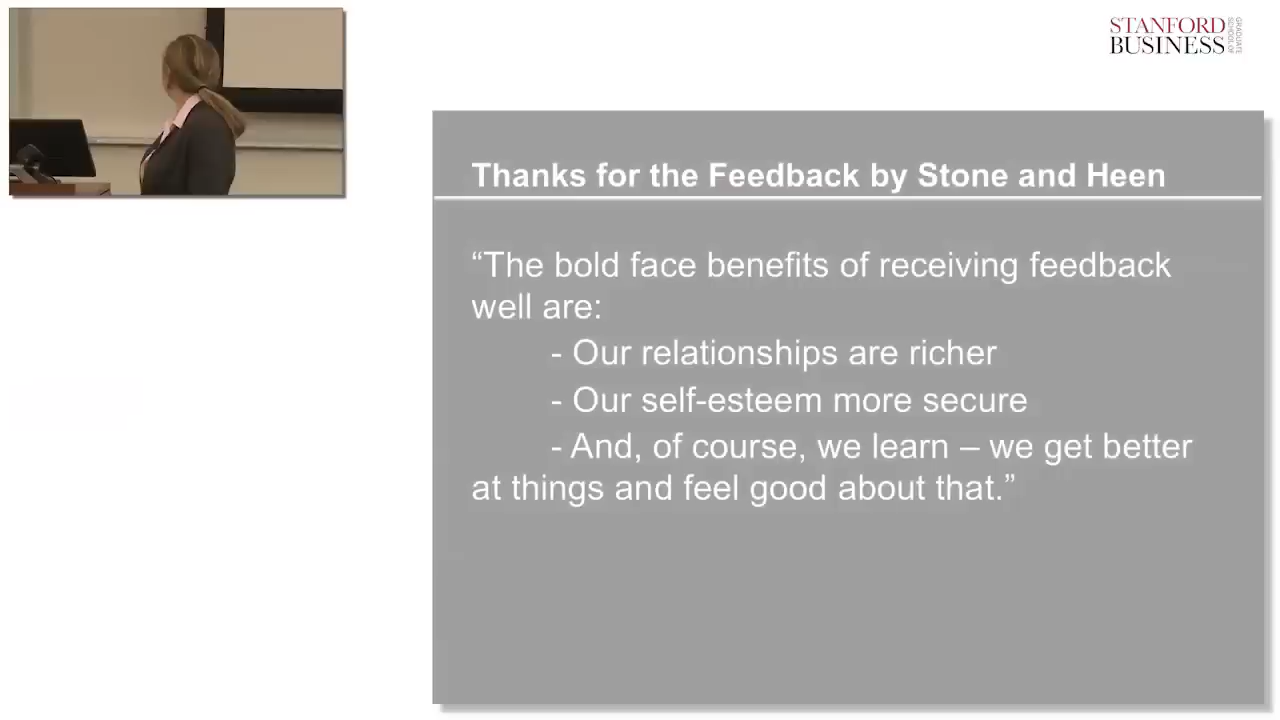 STANFORD
BUSINESS
GRADUATE
SCHOOL OF
Thanks for the Feedback by Stone and Heen
“The bold face benefits of receiving feedback
well are:
- Our relationships are richer
- Our self-esteem more secure
- And, of course, we learn – we get better
at things and feel good about that.”